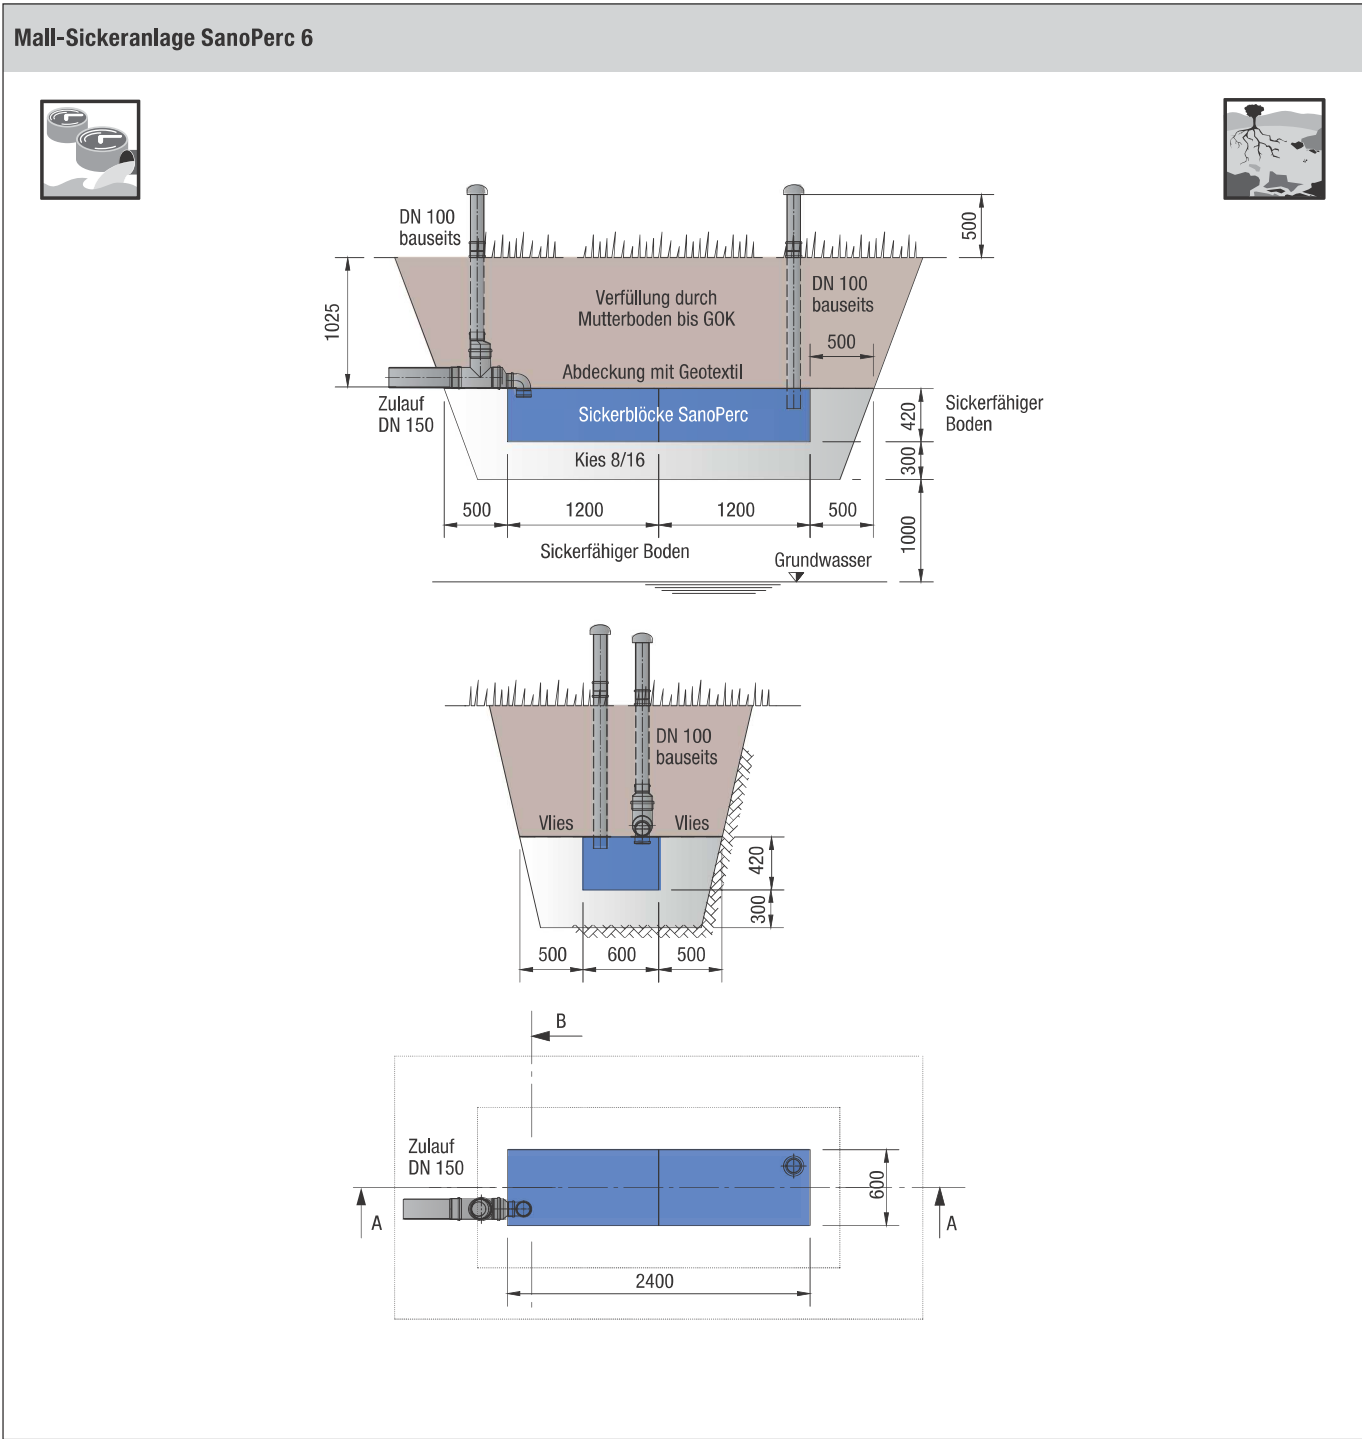 Mall-Sickeranlage SanoPerc 6
DN 100
bauseits
500
1025
Verfüllung durch
Mutterboden bis GOK
DN 100
bauseits
500
Abdeckung mit Geotextil
Zulauf
DN 150
Sickerblöcke SanoPerc
420
Sickerfähiger
Boden
Kies 8/16
300
500
1200
1200
500
1000
Sickerfähiger Boden
Grundwasser
DN 100
bauseits
Vlies
Vlies
420
300
500
600
500
B
Zulauf
DN 150
600
A
A
2400